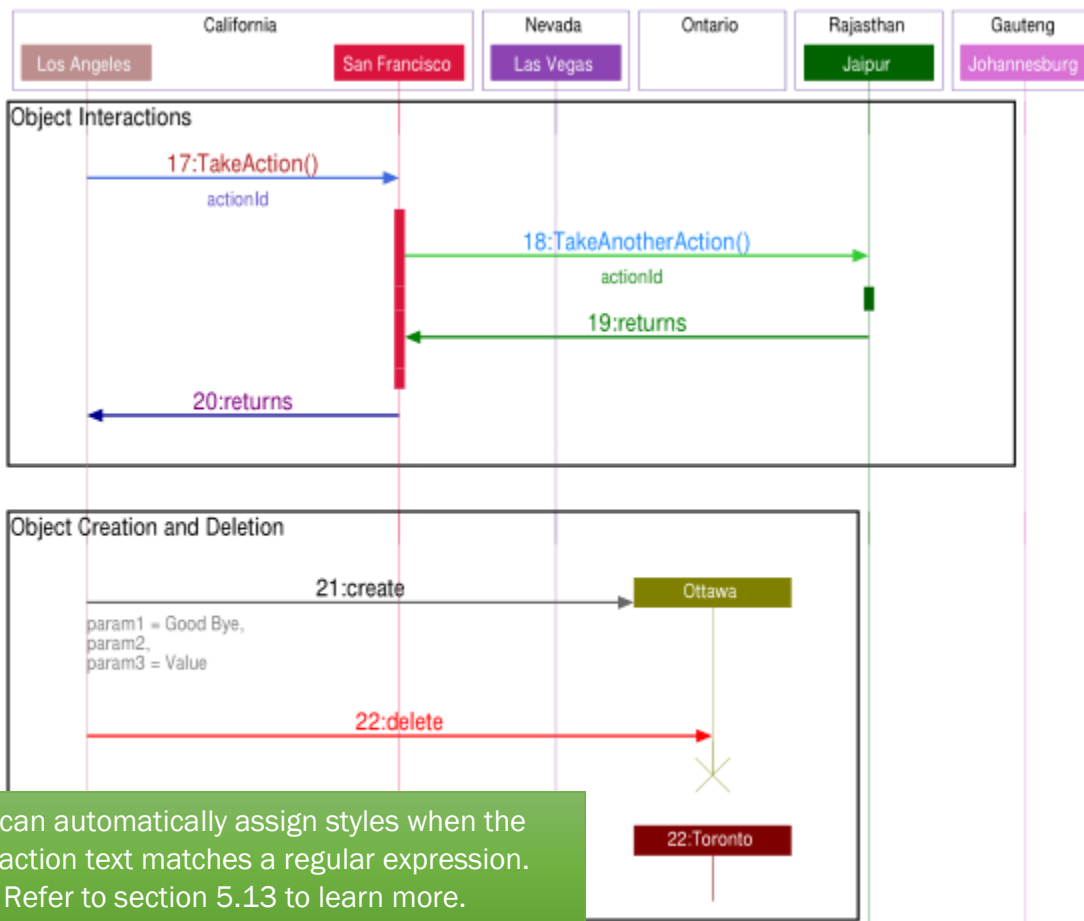 California
Nevada
Ontario
Rajasthan
Gauteng
Los Angeles
San Francisco
Las Vegas
Jaipur
Johannesburg
Object Interactions
17:TakeAction()
actionId
18:TakeAnotherAction()
actionId
19:returns
20:returns
Object Creation and Deletion
21:create
Ottawa
param1 = Good Bye,
param2,
param3 = Value
22:delete
22:Toronto
can automatically assign styles when the
action text matches a regular expression.
Refer to section 5.13 to learn more.